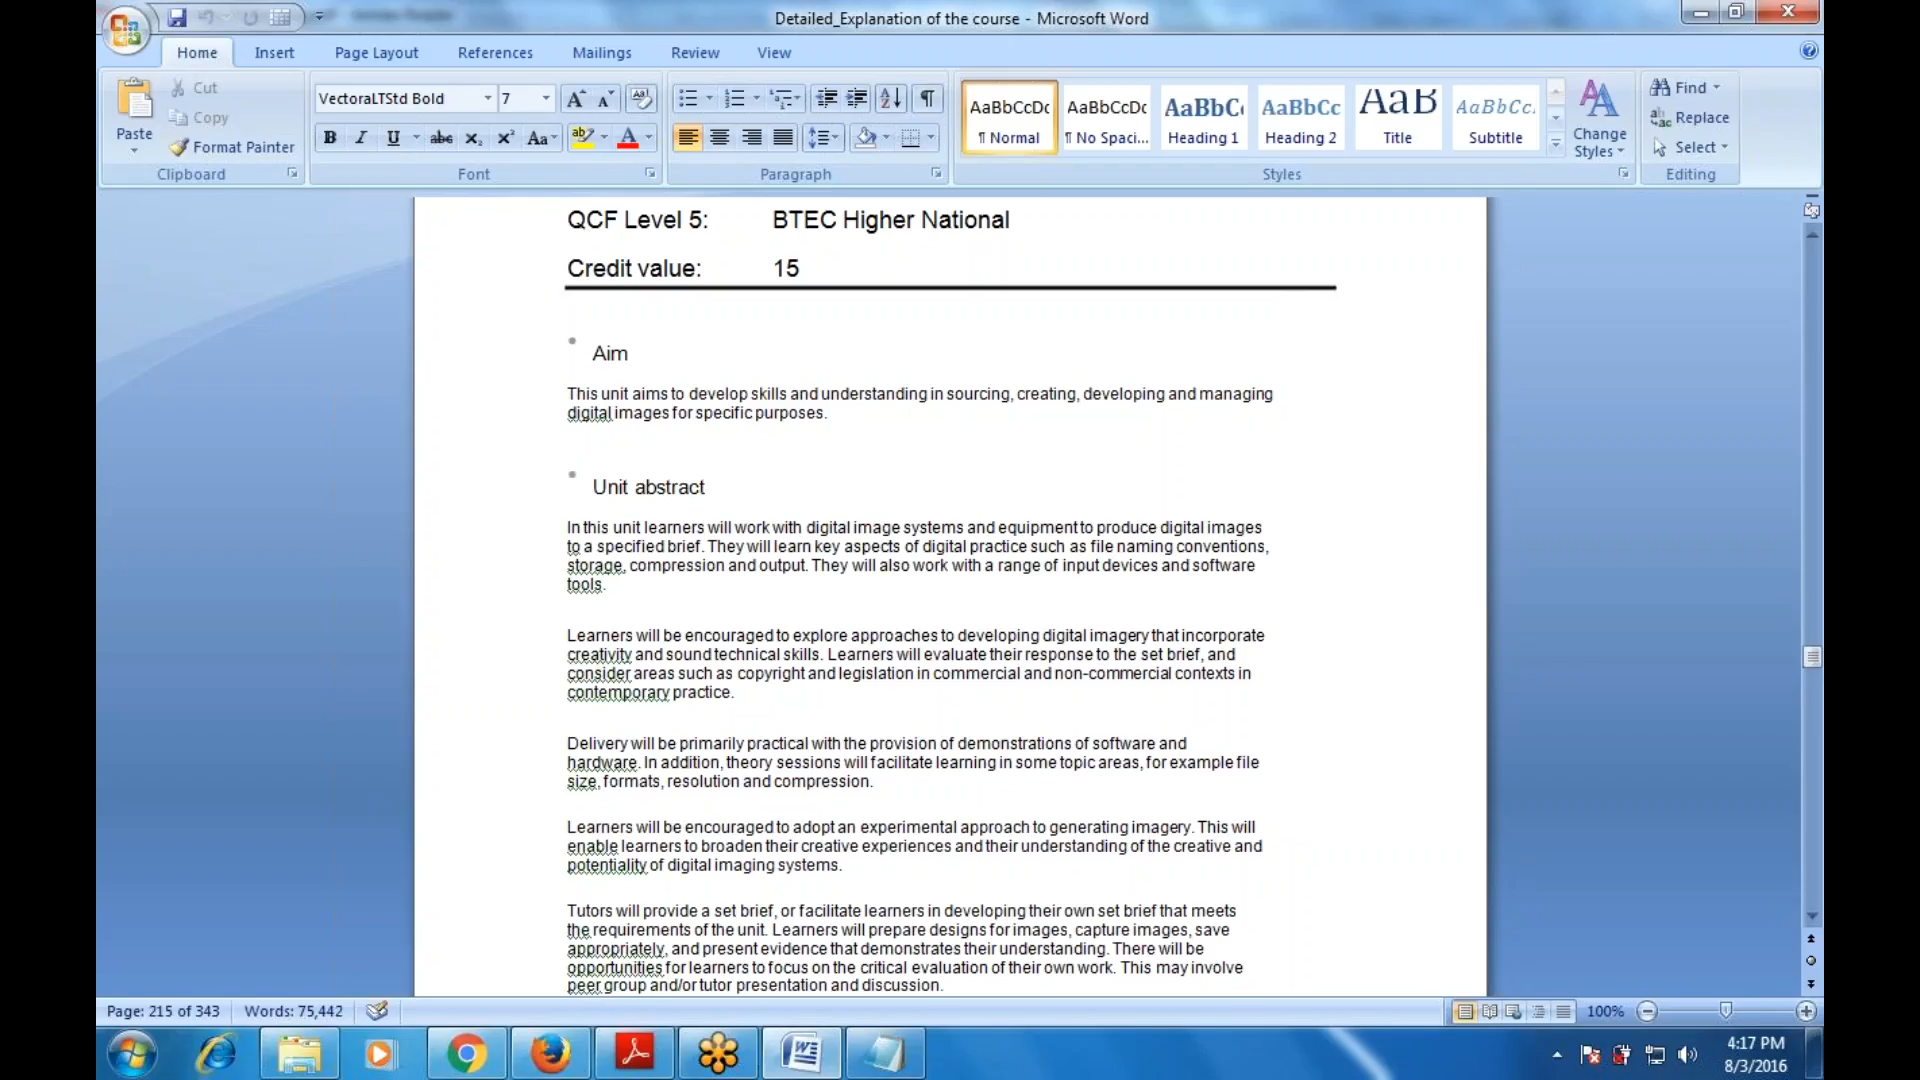 Detailed_Explanation of the course - Microsoft Word
Home Insert Page Layout References Mailings Review View
Paste
Cut
Copy
Format Painter
Clipboard
VectoraLTStd Bold 7
Font
Paragraph
AaBbCcDc AaBbCcDc AaBbC AaBbCc AaB AaBbCc.
¶ Normal ¶ No Spaci... Heading 1 Heading 2 Title Subtitle
Change Styles
Styles
Find
Replace
Select
Editing
QCF Level 5: BTEC Higher National
Credit value: 15
Aim
This unit aims to develop skills and understanding in sourcing, creating, developing and managing
digital images for specific purposes.
Unit abstract
In this unit learners will work with digital image systems and equipment to produce digital images
to a specified brief. They will learn key aspects of digital practice such as file naming conventions,
storage, compression and output. They will also work with a range of input devices and software
tools.
Learners will be encouraged to explore approaches to developing digital imagery that incorporate
creativity and sound technical skills. Learners will evaluate their response to the set brief, and
consider areas such as copyright and legislation in commercial and non-commercial contexts in
contemporary practice.
Delivery will be primarily practical with the provision of demonstrations of software and
hardware. In addition, theory sessions will facilitate learning in some topic areas, for example file
size, formats, resolution and compression.
Learners will be encouraged to adopt an experimental approach to generating imagery. This will
enable learners to broaden their creative experiences and their understanding of the creative and
potentiality of digital imaging systems.
Tutors will provide a set brief, or facilitate learners in developing their own set brief that meets
the requirements of the unit. Learners will prepare designs for images, capture images, save
appropriately, and present evidence that demonstrates their understanding. There will be
opportunities for learners to focus on the critical evaluation of their own work. This may involve
peer group and/or tutor presentation and discussion.
Page: 215 of 343 Words: 75,442 100%
4:17 PM
8/3/2016